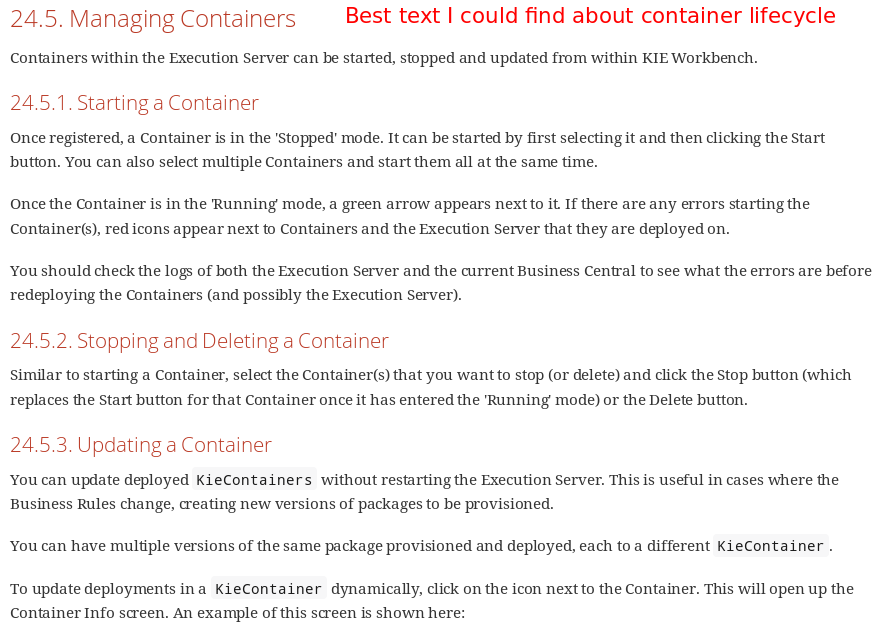 24.5. Managing Containers
Best text I could find about container lifecycle
Containers within the Execution Server can be started, stopped and updated from within KIE Workbench.
24.5.1. Starting a Container
Once registered, a Container is in the 'Stopped' mode. It can be started by first selecting it and then clicking the Start
button. You can also select multiple Containers and start them all at the same time.
Once the Container is in the 'Running' mode, a green arrow appears next to it. If there are any errors starting the
Container(s), red icons appear next to Containers and the Execution Server that they are deployed on.
You should check the logs of both the Execution Server and the current Business Central to see what the errors are before
redeploying the Containers (and possibly the Execution Server).
24.5.2. Stopping and Deleting a Container
Similar to starting a Container, select the Container(s) that you want to stop (or delete) and click the Stop button (which
replaces the Start button for that Container once it has entered the 'Running' mode) or the Delete button.
24.5.3. Updating a Container
You can update deployed KieContainers without restarting the Execution Server. This is useful in cases where the
Business Rules change, creating new versions of packages to be provisioned.
You can have multiple versions of the same package provisioned and deployed, each to a different KieContainer.
To update deployments in a KieContainer dynamically, click on the icon next to the Container. This will open up the
Container Info screen. An example of this screen is shown here: